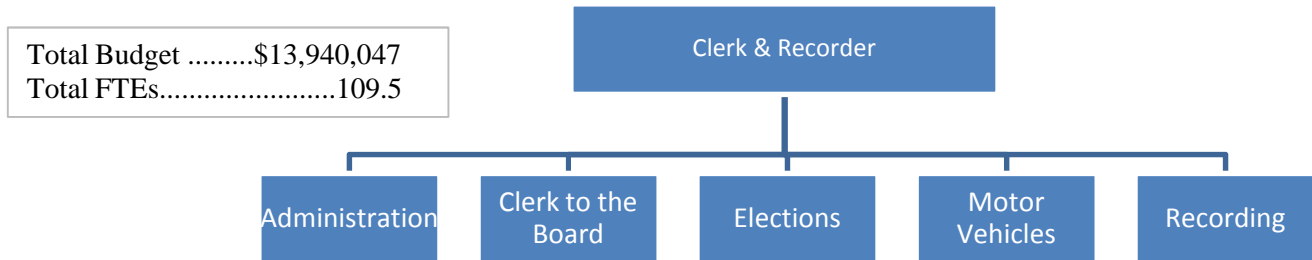 Total Budget .........$13,940,047
Total FTEs.......................109.5
Clerk & Recorder
Administration
Clerk to the
Board
Elections
Motor
Vehicles
Recording